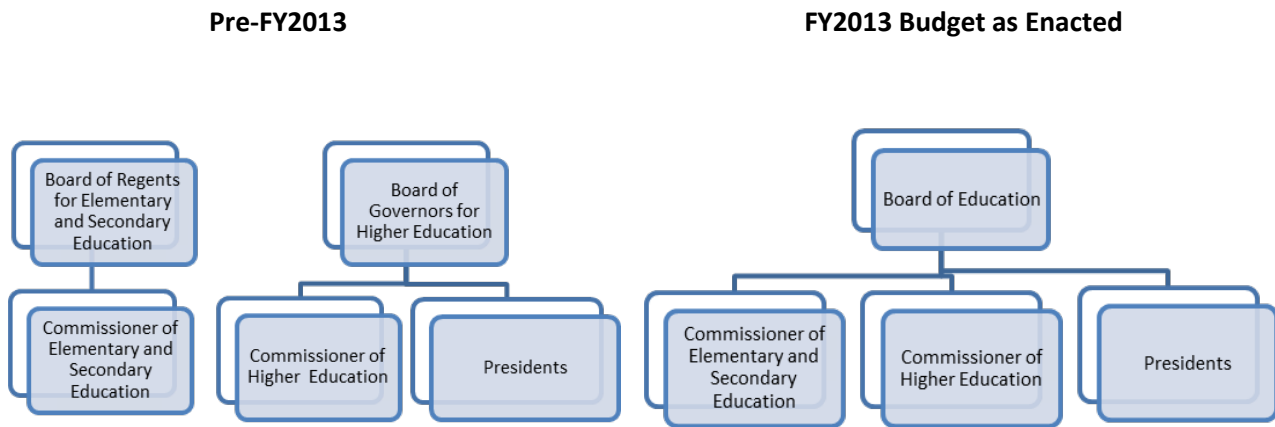 Pre-FY2013
Board of Regents
for Elementary
and Secondary
Education
Board of
Governors for
Higher Education
Commissioner of
Elementary and
Secondary
Education
Commissioner of
Higher Education
Presidents
FY2013 Budget as Enacted
Board of Education
Commissioner of
Elementary and
Secondary
Education
Commissioner of
Higher Education
Presidents